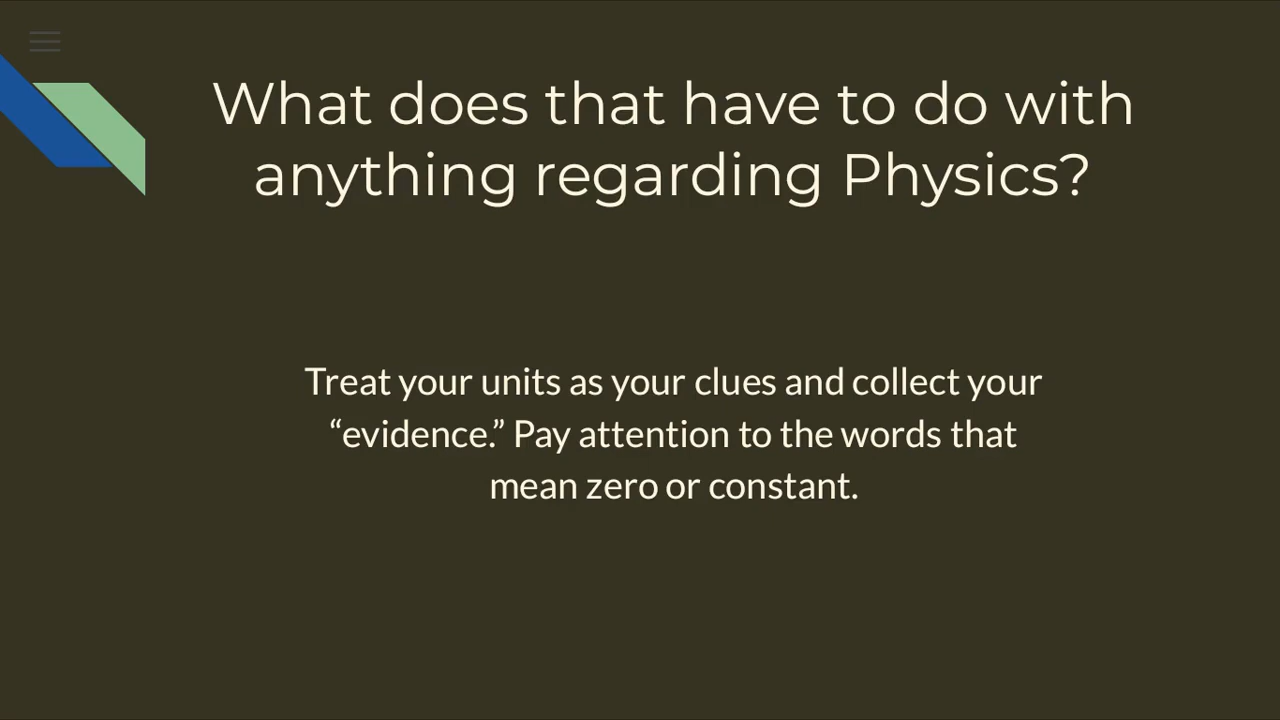 What does that have to do with
anything regarding Physics?
Treat your units as your clues and collect your
“evidence.” Pay attention to the words that
mean zero or constant.